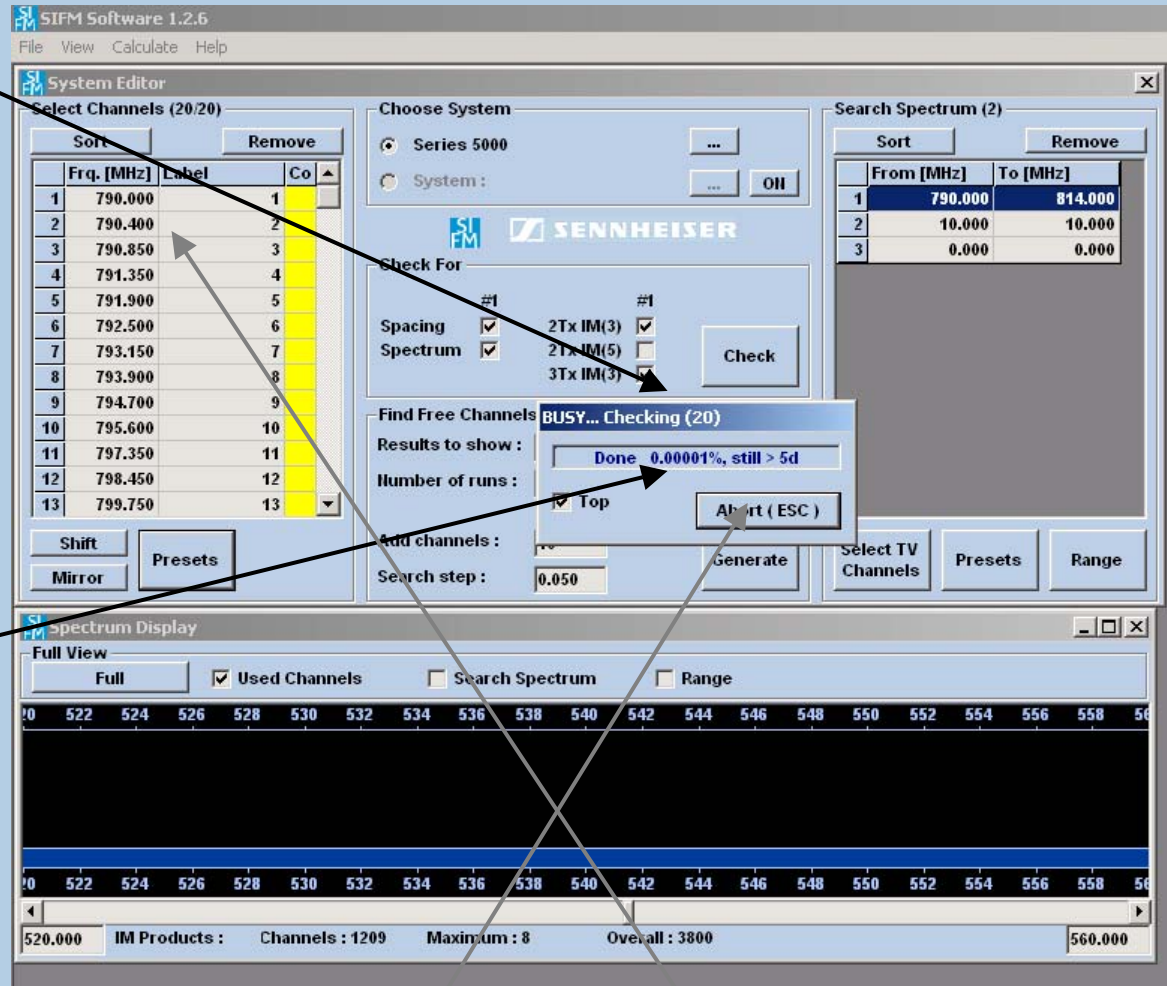 SIFM Software 1.2.6
File View Calculate Help
System Editor
Select Channels (20/20)
Sort Remove
Frq. [MHz] Label Co
1 790.000 1
2 790.400 2
3 790.850 3
4 791.350 4
5 791.900 5
6 792.500 6
7 793.150 7
8 793.900 8
9 794.700 9
10 795.600 10
11 797.350 11
12 798.450 12
13 799.750 13
Shift
Mirror
Presets
Choose System
Series 5000 ...
System : ... ON
SI FM SENNHEISER
Check For
#1 #1
Spacing 2Tx IM(3)
Spectrum 2Tx IM(5)
3Tx IM(3)
Check
Find Free Channels
Results to show :
Number of runs :
Add channels :
Search step : 0.050
Generate
BUSY... Checking (20)
Done 0.00001%, still > 5d
Top
Abort ( ESC )
Search Spectrum (2)
Sort Remove
From [MHz] To [MHz]
1 790.000 814.000
2 10.000 10.000
3 0.000 0.000
Select TV
Channels
Presets
Range
Spectrum Display
Full View
Full Used Channels Search Spectrum Range
522 524 526 528 530 532 534 536 538 540 542 544 546 548 550 552 554 556 558
522 524 526 528 530 532 534 536 538 540 542 544 546 548 550 552 554 556 558
520.000 IM Products : Channels : 1209 Maximum : 8 Overall : 3800 560.000